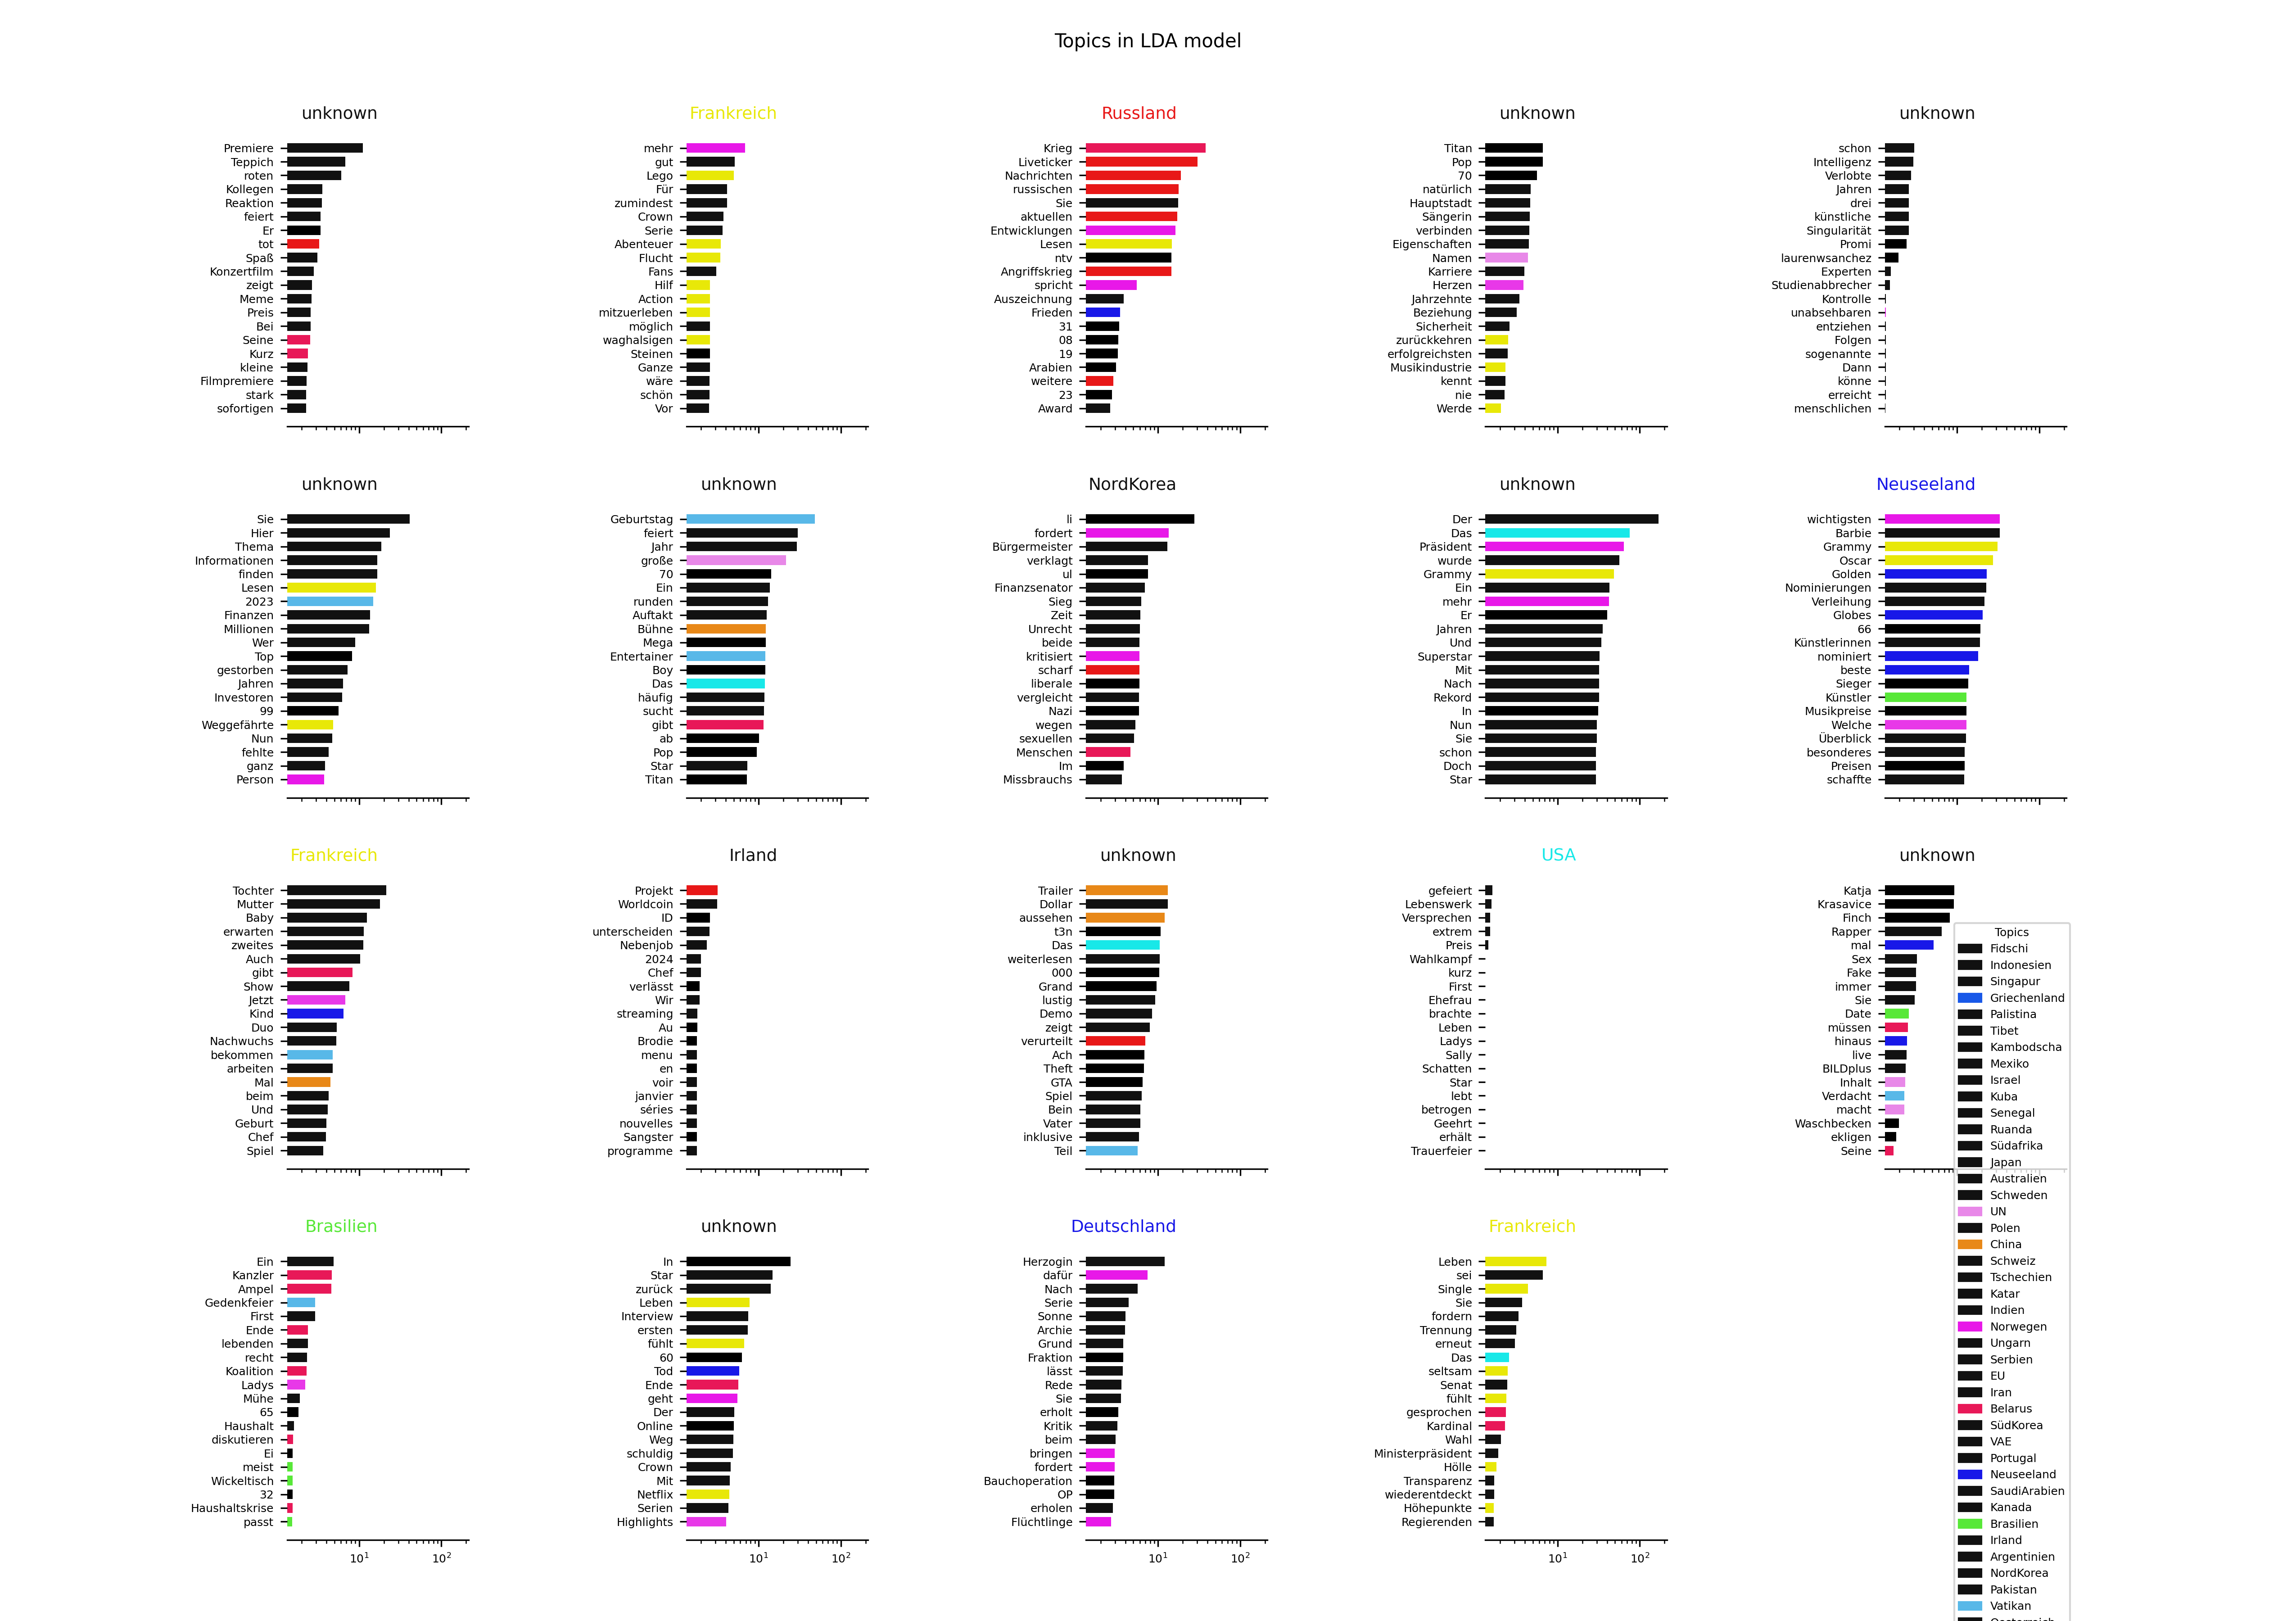 Topics in LDA model
unknown
Premiere
Teppich
roten
Kollegen
Reaktion
feiert
Er
tot
Spaß
Konzertfilm
zeigt
Meme
Preis
Bei
Seine
Kurz
kleine
Filmpremiere
stark
sofortigen
Frankreich
mehr
gut
Lego
Für
zumindest
Crown
Serie
Abenteuer
Flucht
Fans
Hilf
Action
mitzuerleben
möglich
waghalsigen
Steinen
Ganze
wäre
schön
Vor
Russland
Krieg
Liveticker
Nachrichten
russischen
Sie
aktuellen
Entwicklungen
Lesen
ntv
Angriffskrieg
spricht
Auszeichnung
Frieden
31
08
19
Arabien
weitere
23
Award
unknown
Titan
Pop
70
natürlich
Hauptstadt
Sängerin
verbinden
Eigenschaften
Namen
Karriere
Herzen
Jahrzehnte
Beziehung
Sicherheit
zurückkehren
erfolgreichsten
Musikindustrie
kennt
nie
Werde
unknown
schon
Intelligenz
Verlobte
Jahren
drei
künstliche
Singularität
Promi
laurenwsanchez
Experten
Studienabbrecher
Kontrolle
unabsehbaren
entziehen
Folgen
sogenannte
Dann
könne
erreicht
menschlichen
unknown
Sie
Hier
Thema
Informationen
finden
Lesen
2023
Finanzen
Millionen
Wer
Top
gestorben
Jahren
Investoren
99
Weggefährte
Nun
fehlte
ganz
Person
unknown
Geburtstag
feiert
Jahr
große
70
Ein
runden
Auftakt
Bühne
Mega
Entertainer
Boy
Das
häufig
sucht
gibt
ab
Pop
Star
Titan
NordKorea
li
fordert
Bürgermeister
verklagt
ul
Finanzsenator
Sieg
Zeit
Unrecht
beide
kritisiert
scharf
liberale
vergleicht
Nazi
wegen
sexuellen
Menschen
Im
Missbrauchs
unknown
Der
Das
Präsident
wurde
Grammy
Ein
mehr
Er
Jahren
Und
Superstar
Mit
Nach
Rekord
In
Nun
Sie
schon
Doch
Star
Neuseeland
wichtigsten
Barbie
Grammy
Oscar
Golden
Nominierungen
Verleihung
Globes
66
Künstlerinnen
nominiert
beste
Sieger
Künstler
Musikpreise
Welche
Überblick
besonderes
Preisen
schaffte
Frankreich
Tochter
Mutter
Baby
erwarten
zweites
Auch
gibt
Show
Jetzt
Kind
Duo
Nachwuchs
bekommen
arbeiten
Mal
beim
Und
Geburt
Chef
Spiel
Irland
Projekt
Worldcoin
ID
unterscheiden
Nebenjob
2024
Chef
verlässt
Wir
streaming
Au
Brodie
menu
en
voir
janvier
séries
nouvelles
Sangster
programme
unknown
Trailer
Dollar
aussehen
t3n
Das
weiterlesen
000
Grand
lustig
Demo
zeigt
verurteilt
Ach
Theft
GTA
Spiel
Bein
Vater
inklusive
Teil
USA
gefeiert
Lebenswerk
Versprechen
extrem
Preis
Wahlkampf
kurz
First
Ehefrau
brachte
Leben
Ladys
Sally
Schatten
Star
lebt
betrogen
Geehrt
erhält
Trauerfeier
unknown
Katja
Krasavice
Finch
Rapper
mal
Sex
Fake
immer
Sie
Date
müssen
hinaus
live
BILDplus
Inhalt
Verdacht
macht
Waschbecken
ekligen
Seine
Brasilien
Ein
Kanzler
Ampel
Gedenkfeier
First
Ende
lebenden
recht
Koalition
Ladys
Mühe
65
Haushalt
diskutieren
Ei
meist
Wickeltisch
32
Haushaltskrise
passt
10¹ 10²
unknown
In
Star
zurück
Leben
Interview
ersten
fühlt
60
Tod
Ende
geht
Der
Online
Weg
schuldig
Crown
Mit
Netflix
Serien
Highlights
10¹ 10²
Deutschland
Herzogin
dafür
Nach
Serie
Sonne
Archie
Grund
Fraktion
lässt
Rede
Sie
erholt
Kritik
beim
bringen
fordert
Bauchoperation
OP
erholen
Flüchtlinge
10¹ 10²
Frankreich
Leben
sei
Single
Sie
fordern
Trennung
erneut
Das
seltsam
Senat
fühlt
gesprochen
Kardinal
Wahl
Ministerpräsident
Hölle
Transparenz
wiederentdeckt
Höhepunkte
Regierenden
10¹ 10²
Topics
Fidschi
Indonesien
Singapur
Griechenland
Palistina
Tibet
Kambodscha
Mexiko
Israel
Kuba
Senegal
Ruanda
Südafrika
Japan
Australien
Schweden
UN
Polen
China
Schweiz
Tschechien
Katar
Indien
Norwegen
Ungarn
Serbien
EU
Iran
Belarus
SüdKorea
VAE
Portugal
Neuseeland
SaudiArabien
Kanada
Brasilien
Irland
Argentinien
NordKorea
Pakistan
Vatikan